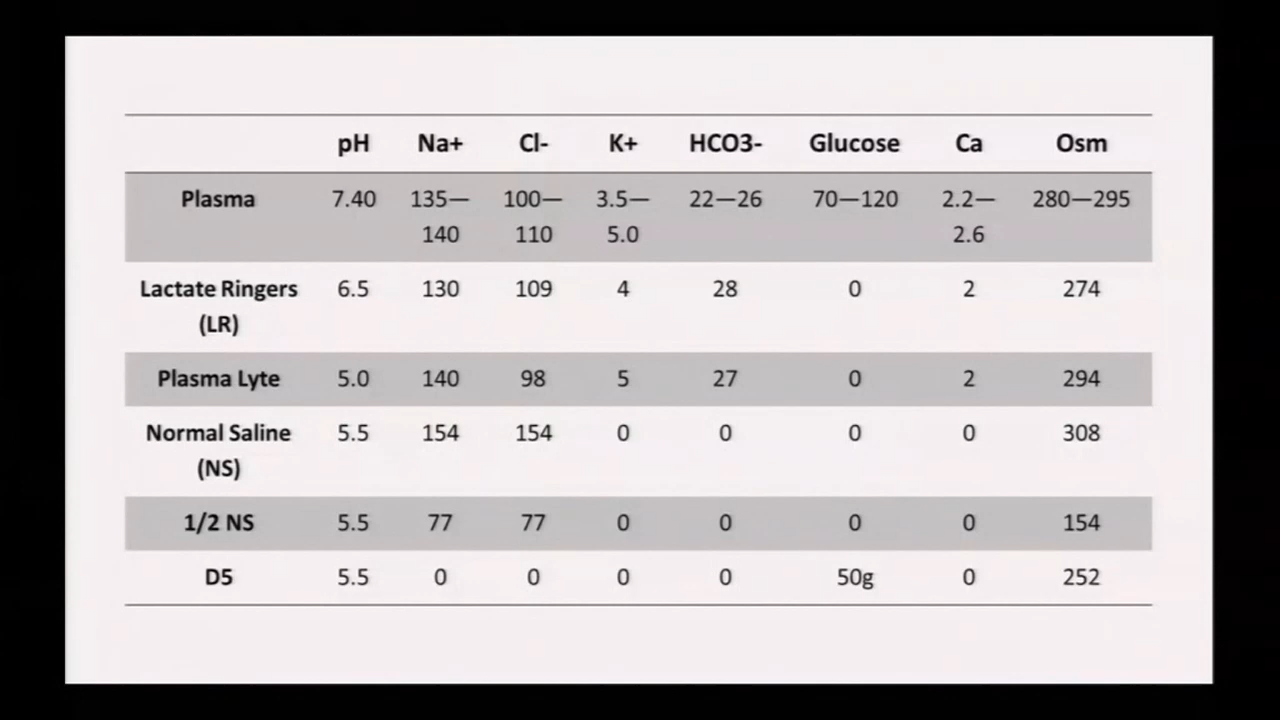 pH Na+ Cl- K+ HCO3- Glucose Ca Osm
Plasma 7.40 135— 100— 3.5— 22—26 70—120 2.2— 280—295
140 110 5.0 2.6
Lactate Ringers 6.5 130 109 4 28 0 2 274
(LR)
Plasma Lyte 5.0 140 98 5 27 0 2 294
Normal Saline 5.5 154 154 0 0 0 0 308
(NS)
1/2 NS 5.5 77 77 0 0 0 0 154
D5 5.5 0 0 0 0 50g 0 252